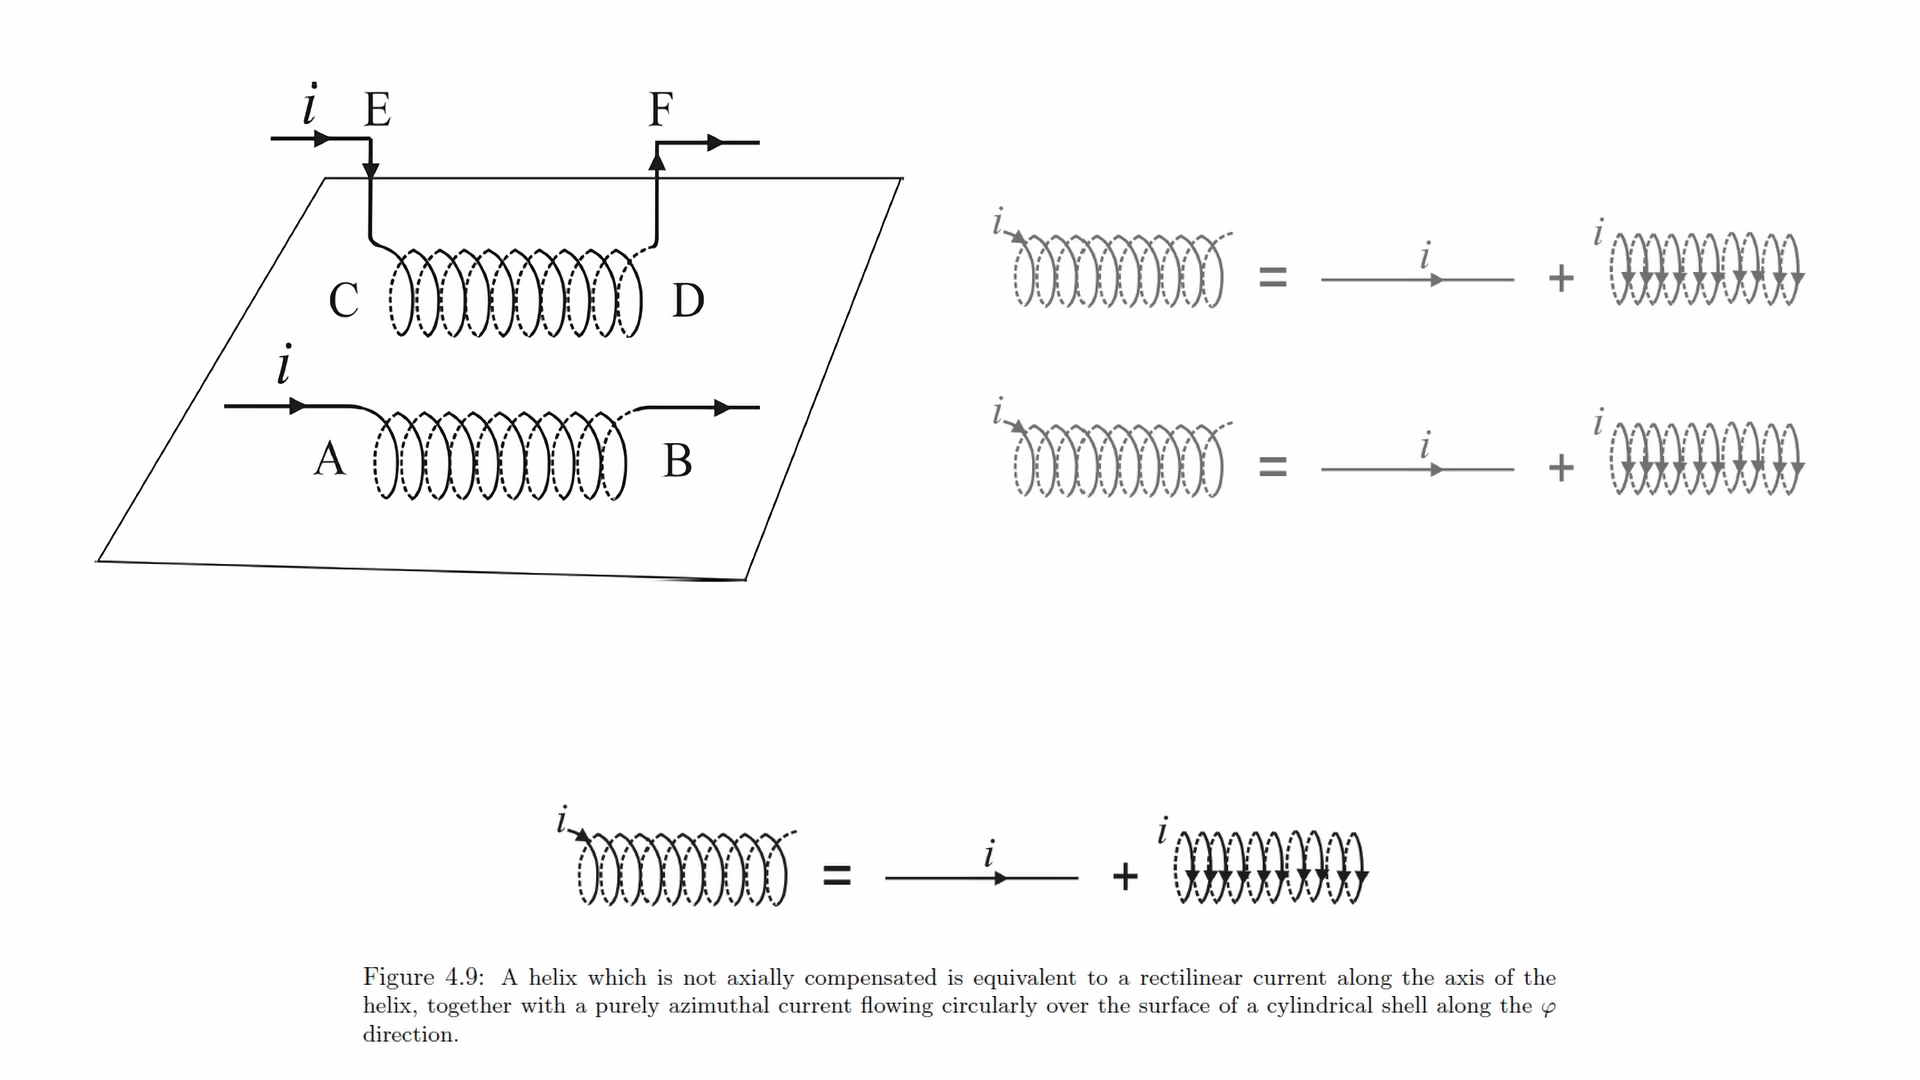 i E F
C D
i
A B
i = i + i
i = i + i
i = i + i
Figure 4.9: A helix which is not axially compensated is equivalent to a rectilinear current along the axis of the
helix, together with a purely azimuthal current flowing circularly over the surface of a cylindrical shell along the φ
direction.